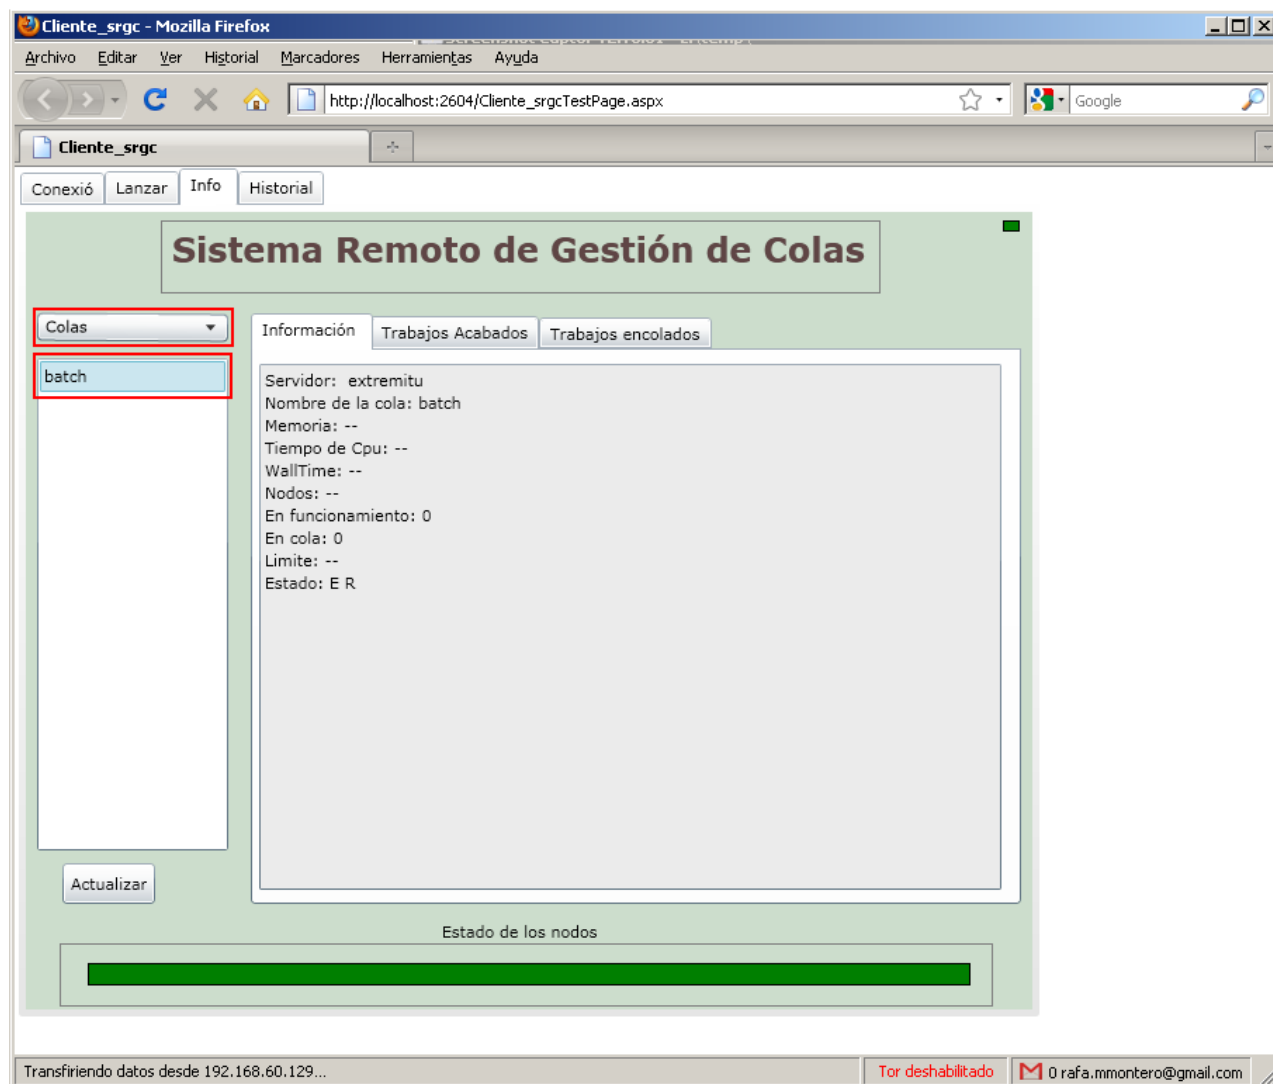 Cliente_srgc - Mozilla Firefox
Archivo Editar Ver Historial Marcadores Herramientas Ayuda
http://localhost:2604/Cliente_srgcTestPage.aspx Google
Cliente_srgc
Conexió Lanzar Info Historial
Sistema Remoto de Gestión de Colas
Colas
Información Trabajos Acabados Trabajos encolados
batch
Servidor: extremitu
Nombre de la cola: batch
Memoria: --
Tiempo de Cpu: --
WallTime: --
Nodos: --
En funcionamiento: 0
En cola: 0
Limite: --
Estado: E R
Actualizar
Estado de los nodos
Transfiriendo datos desde 192.168.60.129... Tor deshabilitado 0 rafa.mmontero@gmail.com